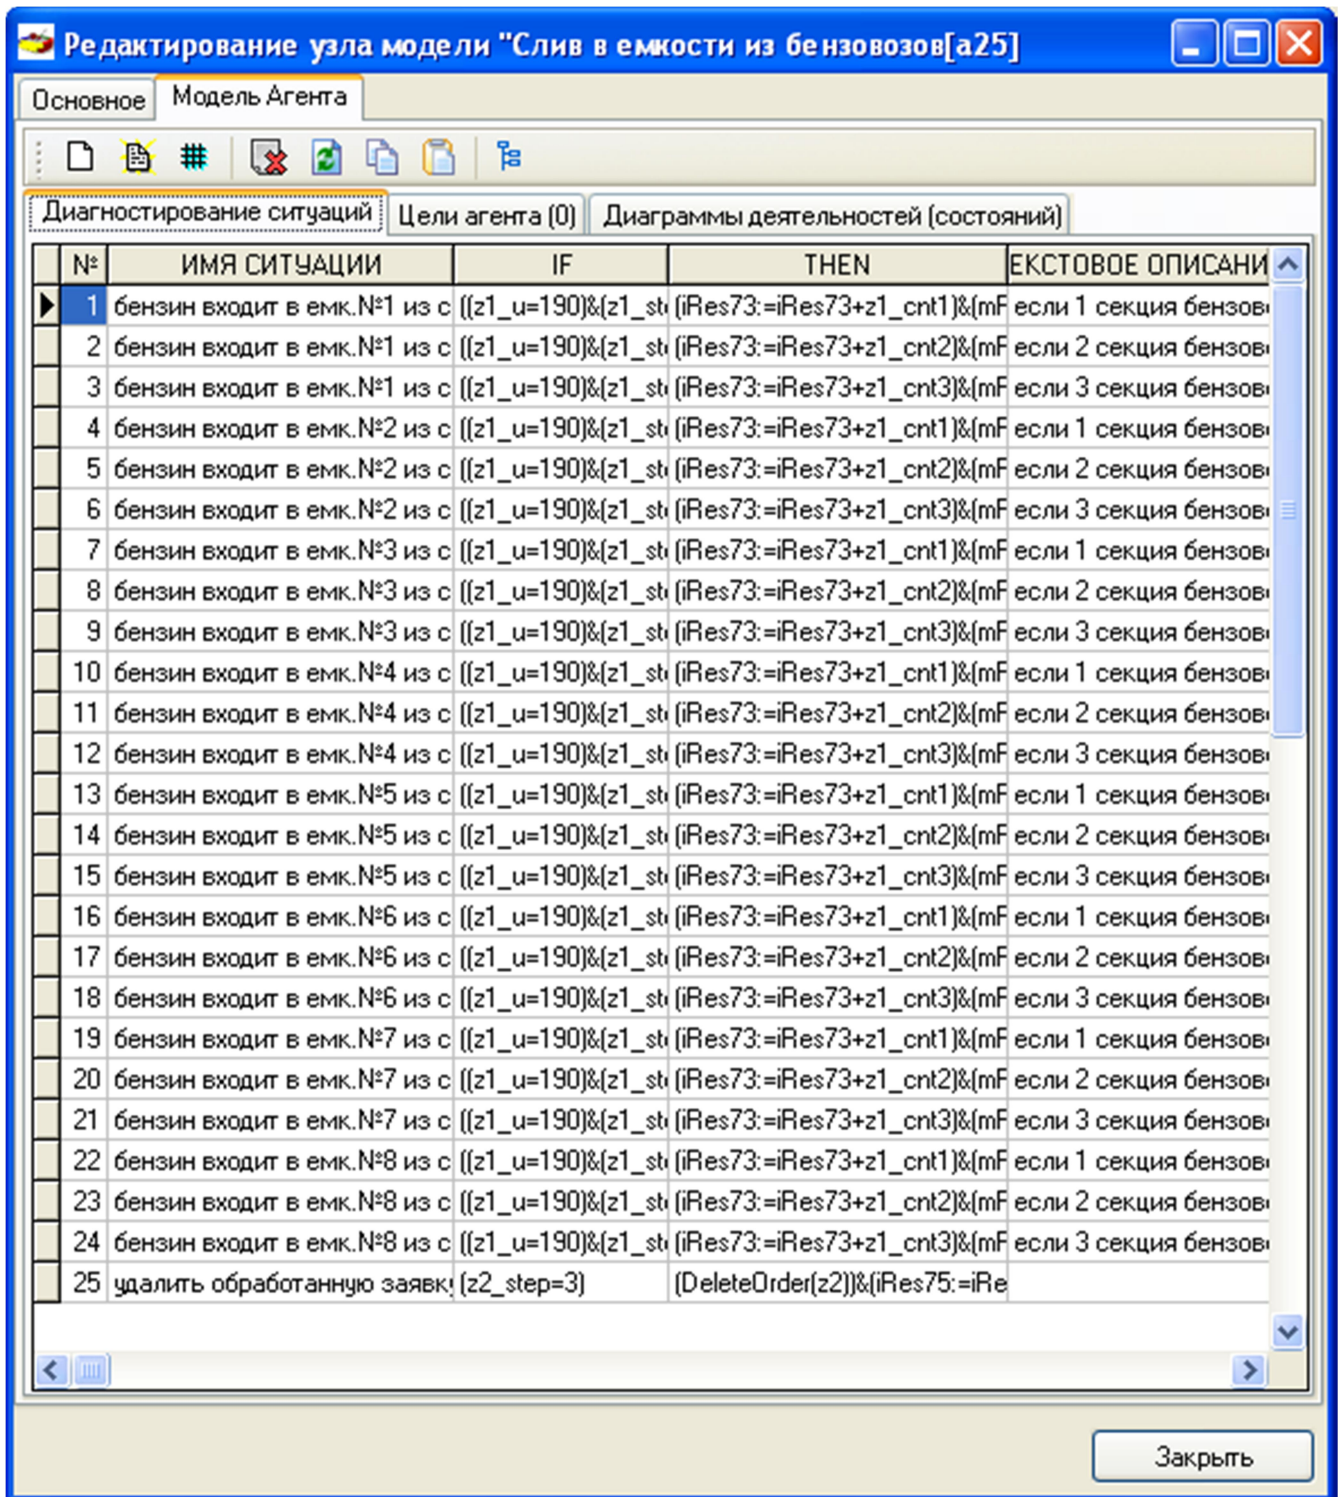 Редактирование узла модели "Слив в емкости из бензовозов[a25]
Основное Модель Агента
Диагностирование ситуаций Цели агента (0) Диаграммы деятельностей (состояний)
№ ИМЯ СИТУАЦИИ IF THEN ЕКСТОВОЕ ОПИСАНИ
1 бензин входит в емк.№1 из с ((z1_u=190)&(z1_st (iRes73:=iRes73+z1_cnt1)&(mF если 1 секция бензов
2 бензин входит в емк.№1 из с ((z1_u=190)&(z1_st (iRes73:=iRes73+z1_cnt2)&(mF если 2 секция бензов
3 бензин входит в емк.№1 из с ((z1_u=190)&(z1_st (iRes73:=iRes73+z1_cnt3)&(mF если 3 секция бензов
4 бензин входит в емк.№2 из с ((z1_u=190)&(z1_st (iRes73:=iRes73+z1_cnt1)&(mF если 1 секция бензов
5 бензин входит в емк.№2 из с ((z1_u=190)&(z1_st (iRes73:=iRes73+z1_cnt2)&(mF если 2 секция бензов
6 бензин входит в емк.№2 из с ((z1_u=190)&(z1_st (iRes73:=iRes73+z1_cnt3)&(mF если 3 секция бензов
7 бензин входит в емк.№3 из с ((z1_u=190)&(z1_st (iRes73:=iRes73+z1_cnt1)&(mF если 1 секция бензов
8 бензин входит в емк.№3 из с ((z1_u=190)&(z1_st (iRes73:=iRes73+z1_cnt2)&(mF если 2 секция бензов
9 бензин входит в емк.№3 из с ((z1_u=190)&(z1_st (iRes73:=iRes73+z1_cnt3)&(mF если 3 секция бензов
10 бензин входит в емк.№4 из с ((z1_u=190)&(z1_st (iRes73:=iRes73+z1_cnt1)&(mF если 1 секция бензов
11 бензин входит в емк.№4 из с ((z1_u=190)&(z1_st (iRes73:=iRes73+z1_cnt2)&(mF если 2 секция бензов
12 бензин входит в емк.№4 из с ((z1_u=190)&(z1_st (iRes73:=iRes73+z1_cnt3)&(mF если 3 секция бензов
13 бензин входит в емк.№5 из с ((z1_u=190)&(z1_st (iRes73:=iRes73+z1_cnt1)&(mF если 1 секция бензов
14 бензин входит в емк.№5 из с ((z1_u=190)&(z1_st (iRes73:=iRes73+z1_cnt2)&(mF если 2 секция бензов
15 бензин входит в емк.№5 из с ((z1_u=190)&(z1_st (iRes73:=iRes73+z1_cnt3)&(mF если 3 секция бензов
16 бензин входит в емк.№6 из с ((z1_u=190)&(z1_st (iRes73:=iRes73+z1_cnt1)&(mF если 1 секция бензов
17 бензин входит в емк.№6 из с ((z1_u=190)&(z1_st (iRes73:=iRes73+z1_cnt2)&(mF если 2 секция бензов
18 бензин входит в емк.№6 из с ((z1_u=190)&(z1_st (iRes73:=iRes73+z1_cnt3)&(mF если 3 секция бензов
19 бензин входит в емк.№7 из с ((z1_u=190)&(z1_st (iRes73:=iRes73+z1_cnt1)&(mF если 1 секция бензов
20 бензин входит в емк.№7 из с ((z1_u=190)&(z1_st (iRes73:=iRes73+z1_cnt2)&(mF если 2 секция бензов
21 бензин входит в емк.№7 из с ((z1_u=190)&(z1_st (iRes73:=iRes73+z1_cnt3)&(mF если 3 секция бензов
22 бензин входит в емк.№8 из с ((z1_u=190)&(z1_st (iRes73:=iRes73+z1_cnt1)&(mF если 1 секция бензов
23 бензин входит в емк.№8 из с ((z1_u=190)&(z1_st (iRes73:=iRes73+z1_cnt2)&(mF если 2 секция бензов
24 бензин входит в емк.№8 из с ((z1_u=190)&(z1_st (iRes73:=iRes73+z1_cnt3)&(mF если 3 секция бензов
25 удалить обработанную заявку (z2_step=3) (DeleteOrder(z2))&(iRes75:=iRe
Закрыть